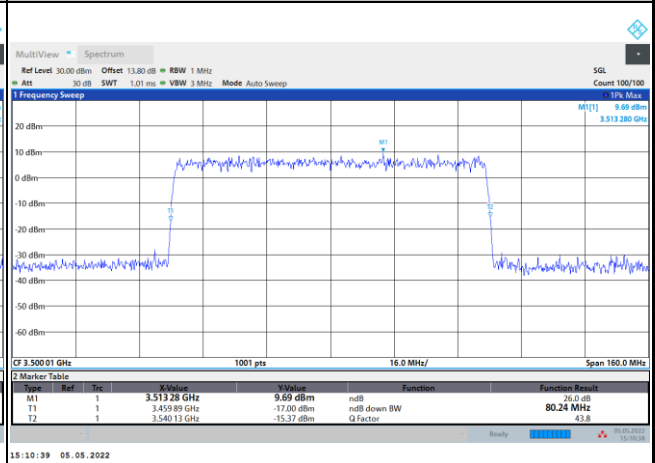 MultiView Spectrum
Ref Level 30.00 dBm Offset 13.80 dB RBW 1 MHz SGL
Att 30 dB SWT 1.01 ms VBW 3 MHz Mode Auto Sweep Count 100/100
1 Frequency Sweep 1Pk Max
M1[1] 9.69 dBm
3.513 280 GHz
20 dBm
M1
10 dBm
0 dBm
-10 dBm
T1
T2
-20 dBm
-30 dBm
-40 dBm
-50 dBm
-60 dBm
CF 3.500 01 GHz 1001 pts 16.0 MHz/ Span 160.0 MHz
2 Marker Table
Type Ref Trc X-Value Y-Value Function Function Result
M1 1 3.513 28 GHz 9.69 dBm ndB 26.0 dB
T1 1 3.459 89 GHz -17.00 dBm ndB down BW 80.24 MHz
T2 1 3.540 13 GHz -15.37 dBm Q Factor 43.8
Ready 05.05.2022
15:10:38
15:10:39 05.05.2022